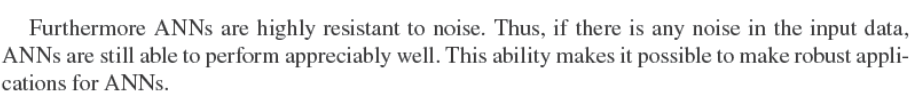 Furthermore ANNs are highly resistant to noise. Thus, if there is any noise in the input data,
ANNs are still able to perform appreciably well. This ability makes it possible to make robust appli-
cations for ANNs.